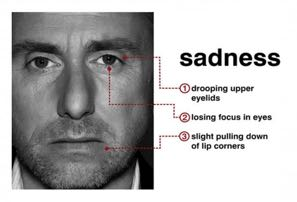 sadness
1 drooping upper
eyelids
2 losing focus in eyes
3 slight pulling down
of lip corners